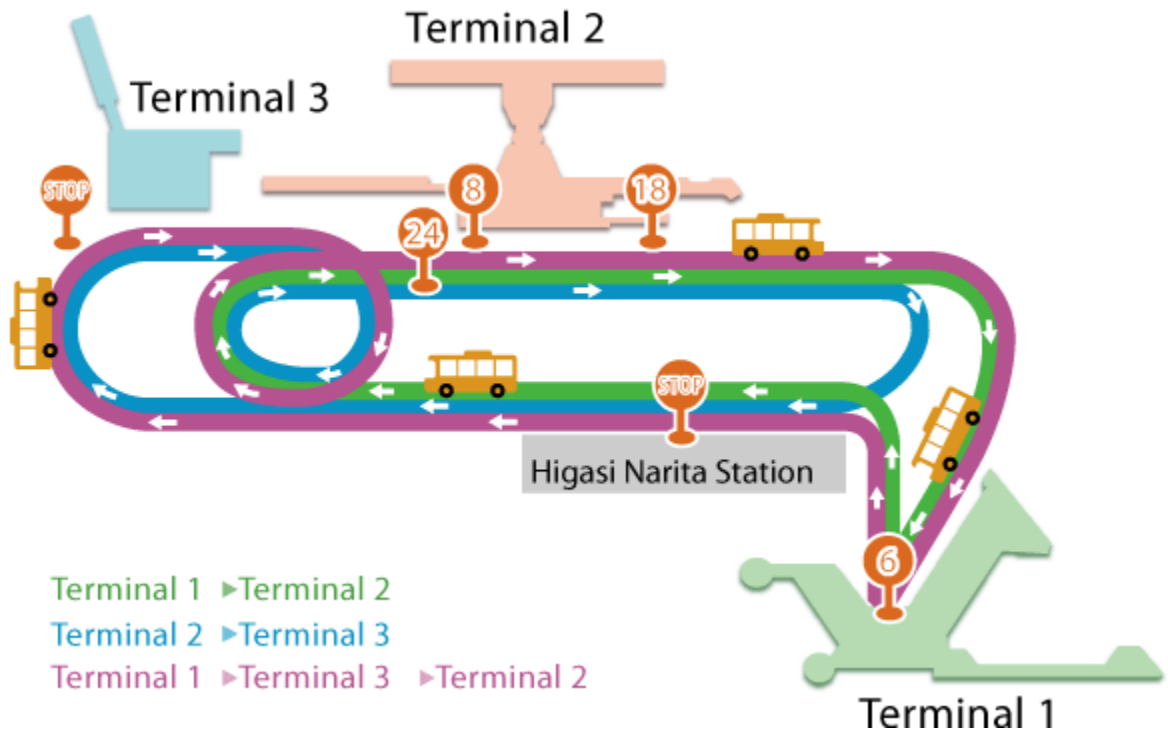 Terminal 2
Terminal 3
STOP
8
18
24
STOP
Higasi Narita Station
6
Terminal 1 ▸Terminal 2
Terminal 2 ▸Terminal 3
Terminal 1 ▸Terminal 3 ▸Terminal 2
Terminal 1